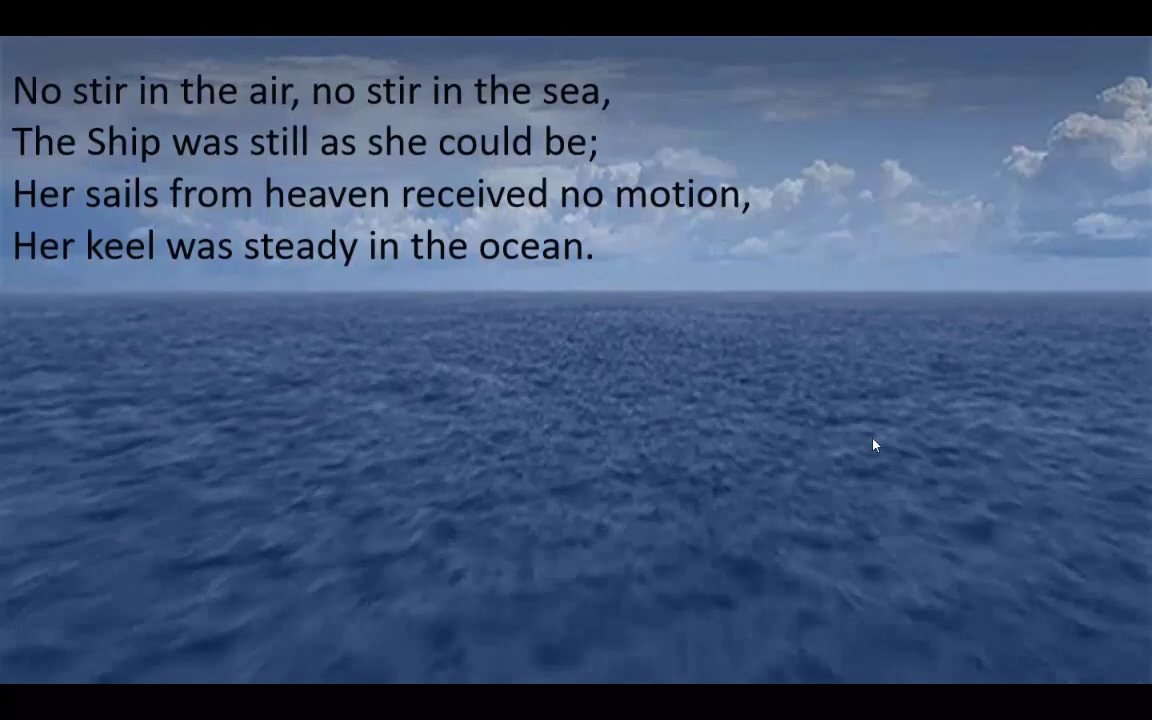 No stir in the air, no stir in the sea,
The Ship was still as she could be;
Her sails from heaven received no motion,
Her keel was steady in the ocean.